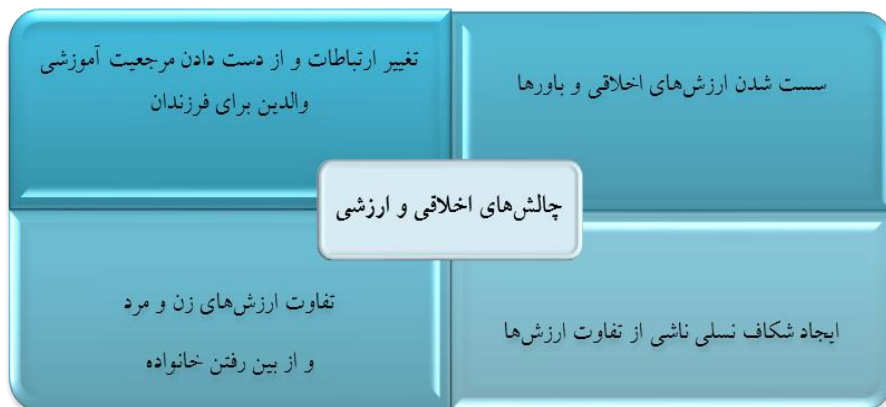 سست شدن ارزش‌های اخلاقی و باورها
تغییر ارتباطات و از دست دادن مرجعیت آموزشی
والدین برای فرزندان
چالش‌های اخلاقی و ارزشی
ایجاد شکاف نسلی ناشی از تفاوت ارزش‌ها
تفاوت ارزش‌های زن و مرد
و از بین رفتن خانواده